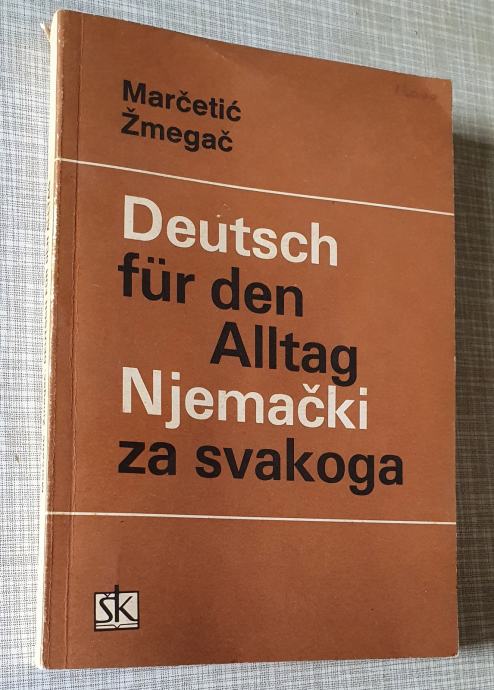 Marčetić
Žmegač
Deutsch
für den
Alltag
Njemački
za svakoga
šk